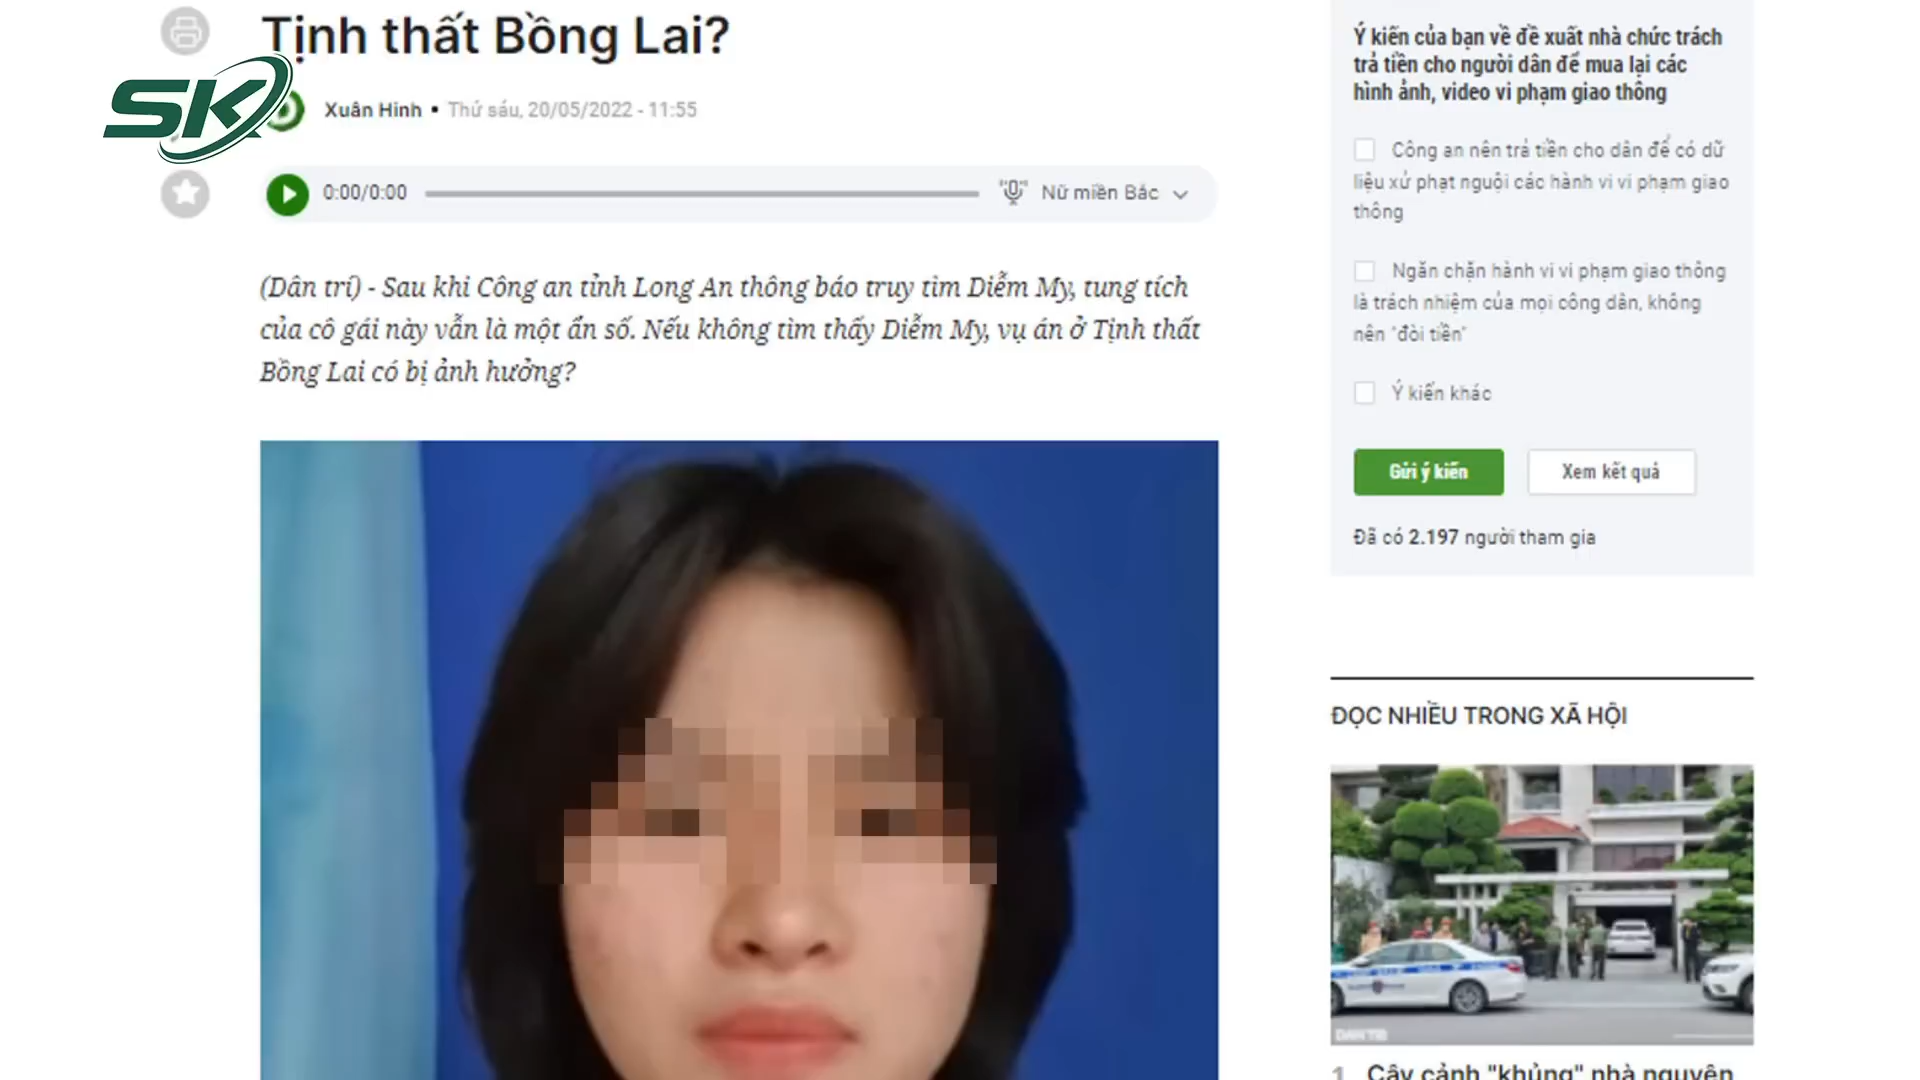 Tịnh thất Bồng Lai?
SK
Xuân Hinh • Thứ sáu, 20/05/2022 - 11:55
0:00/0:00
Nữ miền Bắc
(Dân trí) - Sau khi Công an tỉnh Long An thông báo truy tìm Diễm My, tung tích
của cô gái này vẫn là một ẩn số. Nếu không tìm thấy Diễm My, vụ án ở Tịnh thất
Bồng Lai có bị ảnh hưởng?
Ý kiến của bạn về đề xuất nhà chức trách
trả tiền cho người dân để mua lại các
hình ảnh, video vi phạm giao thông
Công an nên trả tiền cho dân để có dữ
liệu xử phạt nguội các hành vi vi phạm giao
thông
Ngăn chặn hành vi vi phạm giao thông
là trách nhiệm của mọi công dân, không
nên "đòi tiền"
Ý kiến khác
Gửi ý kiến
Xem kết quả
Đã có 2.197 người tham gia
ĐỌC NHIỀU TRONG XÃ HỘI
DÂN TRÍ
1 Cây cảnh "khủng" nhà nguyên